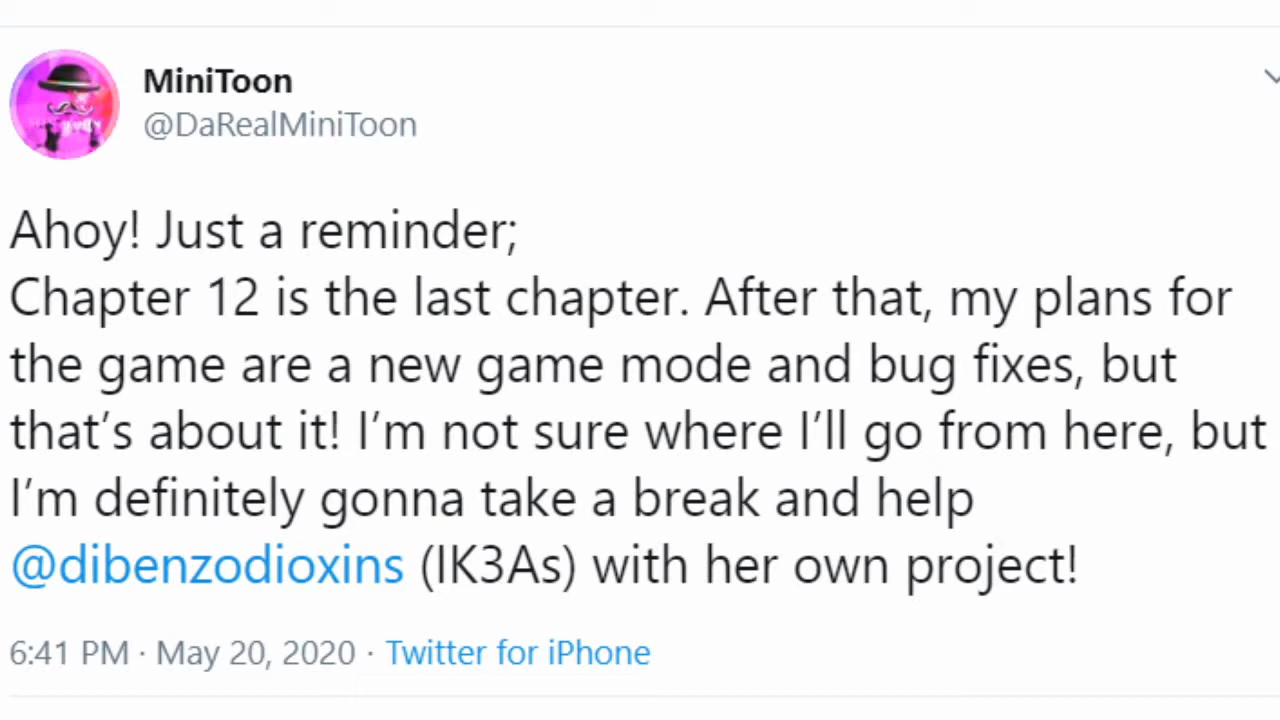 MiniToon
@DaRealMiniToon
Ahoy! Just a reminder;
Chapter 12 is the last chapter. After that, my plans for
the game are a new game mode and bug fixes, but
that’s about it! I’m not sure where I’ll go from here, but
I’m definitely gonna take a break and help
@dibenzodioxins (IK3As) with her own project!
6:41 PM · May 20, 2020 · Twitter for iPhone